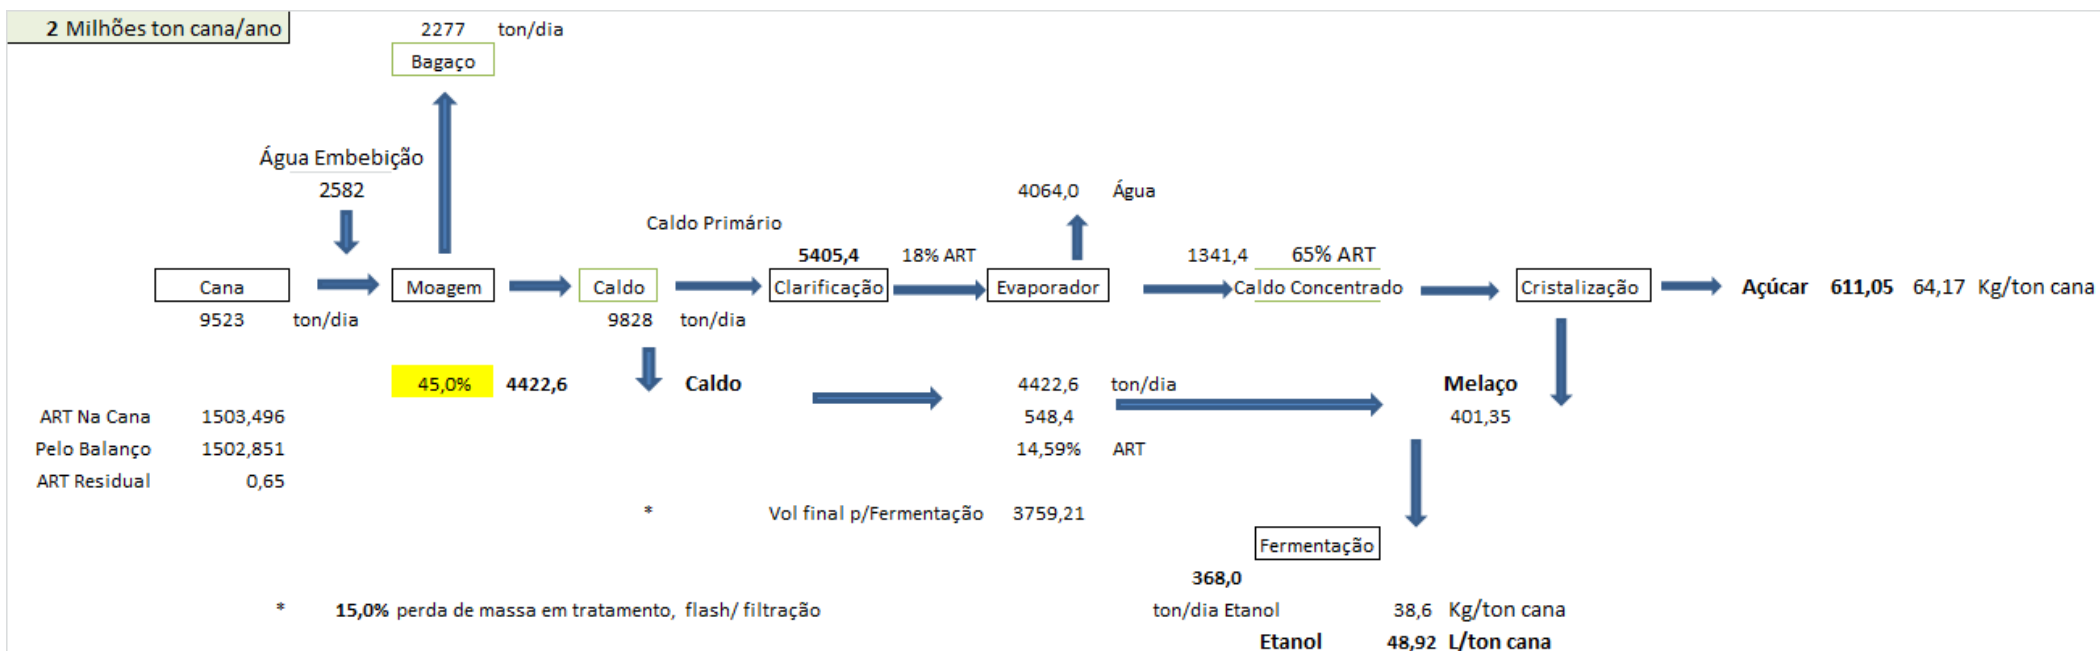 2 Milhões ton cana/ano
2277 ton/dia
Bagaço
Água Embebição
2582
4064,0 Água
Caldo Primário
5405,4 18% ART
1341,4 65% ART
Cana
Moagem
Caldo
Clarificação
Evaporador
Caldo Concentrado
Cristalização
Açúcar 611,05 64,17 Kg/ton cana
9523 ton/dia
9828 ton/dia
45,0% 4422,6
Caldo
4422,6 ton/dia
Melaço
ART Na Cana 1503,496
548,4
401,35
Pelo Balanço 1502,851
14,59% ART
ART Residual 0,65
* Vol final p/Fermentação 3759,21
Fermentação
368,0
* 15,0% perda de massa em tratamento, flash/ filtração
ton/dia Etanol 38,6 Kg/ton cana
Etanol 48,92 L/ton cana